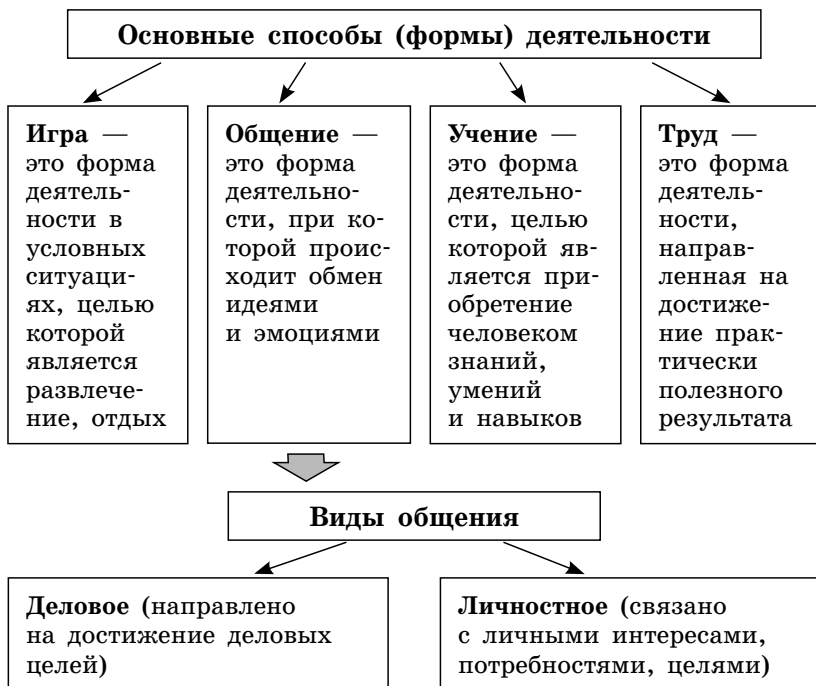 Основные способы (формы) деятельности
Игра —
это форма
деятель-
ности в
условных
ситуаци-
ях, целью
которой
является
развлече-
ние, отдых
Общение —
это форма
деятельно-
сти, при ко-
торой проис-
ходит обмен
идеями
и эмоциями
Учение —
это форма
деятельно-
сти, целью
которой яв-
ляется при-
обретение
человеком
знаний,
умений
и навыков
Труд —
это форма
деятель-
ности,
направ-
ленная на
достиже-
ние прак-
тически
полезного
результата
Виды общения
Деловое (направлено
на достижение деловых
целей)
Личностное (связано
с личными интересами,
потребностями, целями)